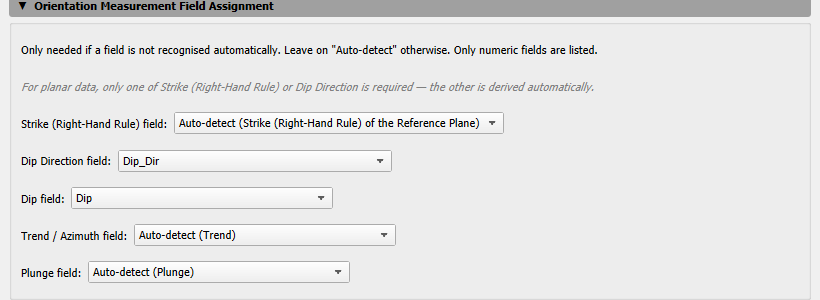 ▼ Orientation Measurement Field Assignment
Only needed if a field is not recognised automatically. Leave on "Auto-detect" otherwise. Only numeric fields are listed.
For planar data, only one of Strike (Right-Hand Rule) or Dip Direction is required — the other is derived automatically.
Strike (Right-Hand Rule) field: Auto-detect (Strike (Right-Hand Rule) of the Reference Plane)
Dip Direction field: Dip_Dir
Dip field: Dip
Trend / Azimuth field: Auto-detect (Trend)
Plunge field: Auto-detect (Plunge)